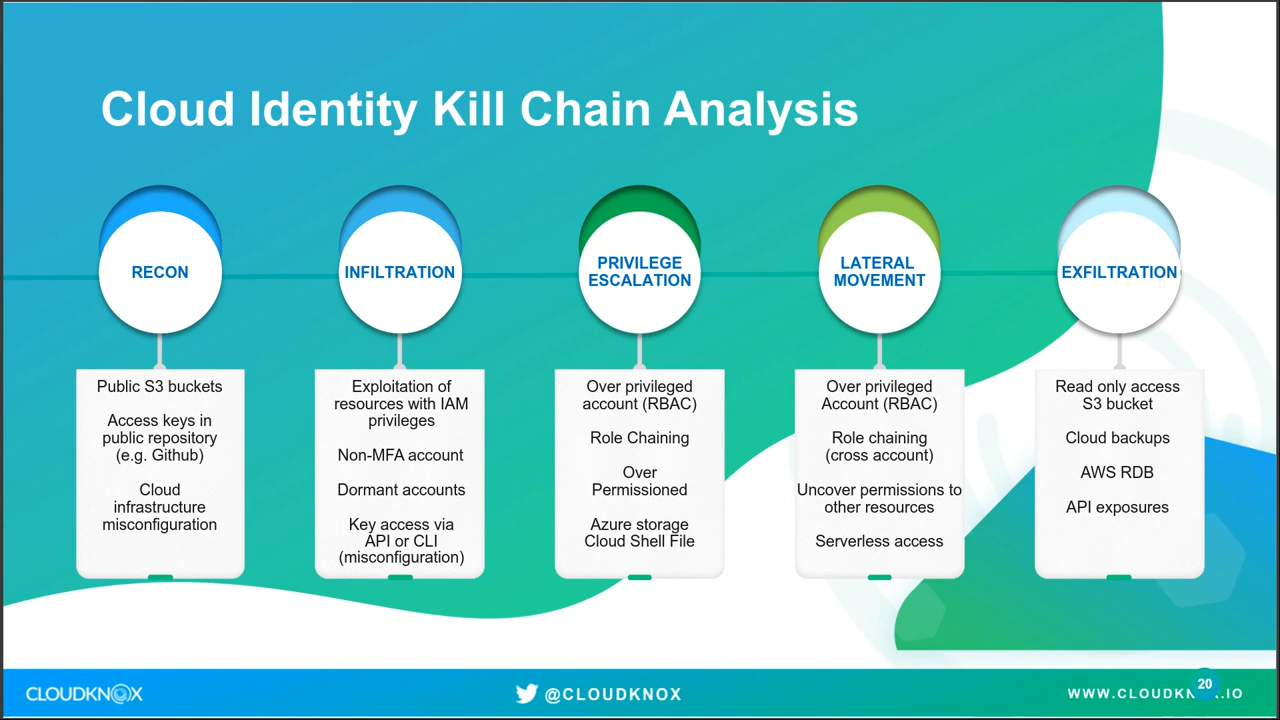 Cloud Identity Kill Chain Analysis
RECON
Public S3 buckets
Access keys in
public repository
(e.g. Github)
Cloud
infrastructure
misconfiguration
INFILTRATION
Exploitation of
resources with IAM
privileges
Non-MFA account
Dormant accounts
Key access via
API or CLI
(misconfiguration)
PRIVILEGE
ESCALATION
Over privileged
account (RBAC)
Role Chaining
Over
Permissioned
Azure storage
Cloud Shell File
LATERAL
MOVEMENT
Over privileged
Account (RBAC)
Role chaining
(cross account)
Uncover permissions to
other resources
Serverless access
EXFILTRATION
Read only access
S3 bucket
Cloud backups
AWS RDB
API exposures
CLOUDKNOX
@CLOUDKNOX
20